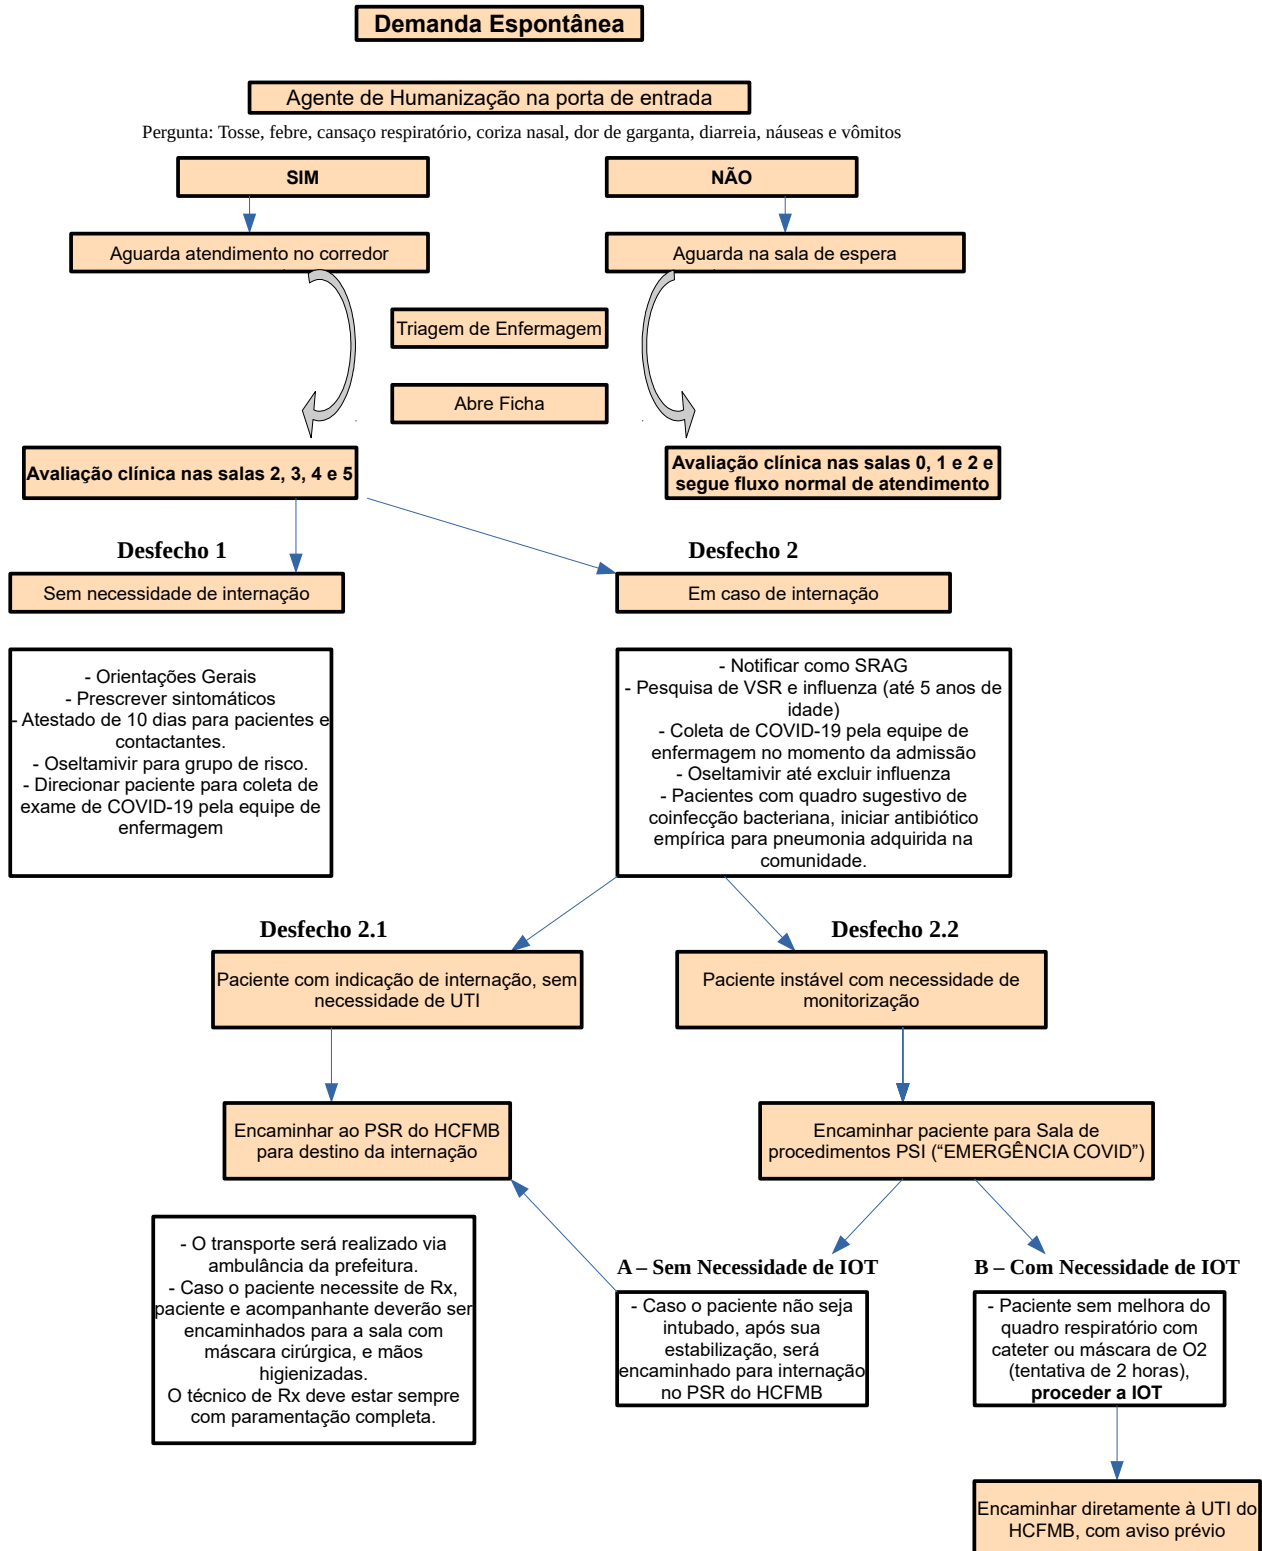 Demanda Espontânea
Agente de Humanização na porta de entrada
Pergunta: Tosse, febre, cansaço respiratório, coriza nasal, dor de garganta, diarreia, náuseas e vômitos
SIM
NÃO
Aguarda atendimento no corredor
Aguarda na sala de espera
Triagem de Enfermagem
Abre Ficha
Avaliação clínica nas salas 2, 3, 4 e 5
Avaliação clínica nas salas 0, 1 e 2 e
segue fluxo normal de atendimento
Desfecho 1
Desfecho 2
Sem necessidade de internação
Em caso de internação
- Orientações Gerais
- Prescrever sintomáticos
- Atestado de 10 dias para pacientes e
contactantes.
- Oseltamivir para grupo de risco.
- Direcionar paciente para coleta de
exame de COVID-19 pela equipe de
enfermagem
- Notificar como SRAG
- Pesquisa de VSR e influenza (até 5 anos de
idade)
- Coleta de COVID-19 pela equipe de
enfermagem no momento da admissão
- Oseltamivir até excluir influenza
- Pacientes com quadro sugestivo de
coinfecção bacteriana, iniciar antibiótico
empírica para pneumonia adquirida na
comunidade.
Desfecho 2.1
Desfecho 2.2
Paciente com indicação de internação, sem
necessidade de UTI
Paciente instável com necessidade de
monitorização
Encaminhar ao PSR do HCFMB
para destino da internação
Encaminhar paciente para Sala de
procedimentos PSI (“EMERGÊNCIA COVID”)
- O transporte será realizado via
ambulância da prefeitura.
- Caso o paciente necessite de Rx,
paciente e acompanhante deverão ser
encaminhados para a sala com
máscara cirúrgica, e mãos
higienizadas.
O técnico de Rx deve estar sempre
com paramentação completa.
A – Sem Necessidade de IOT
B – Com Necessidade de IOT
- Caso o paciente não seja
intubado, após sua
estabilização, será
encaminhado para internação
no PSR do HCFMB
- Paciente sem melhora do
quadro respiratório com
cateter ou máscara de O2
(tentativa de 2 horas),
proceder a IOT
Encaminhar diretamente à UTI do
HCFMB, com aviso prévio